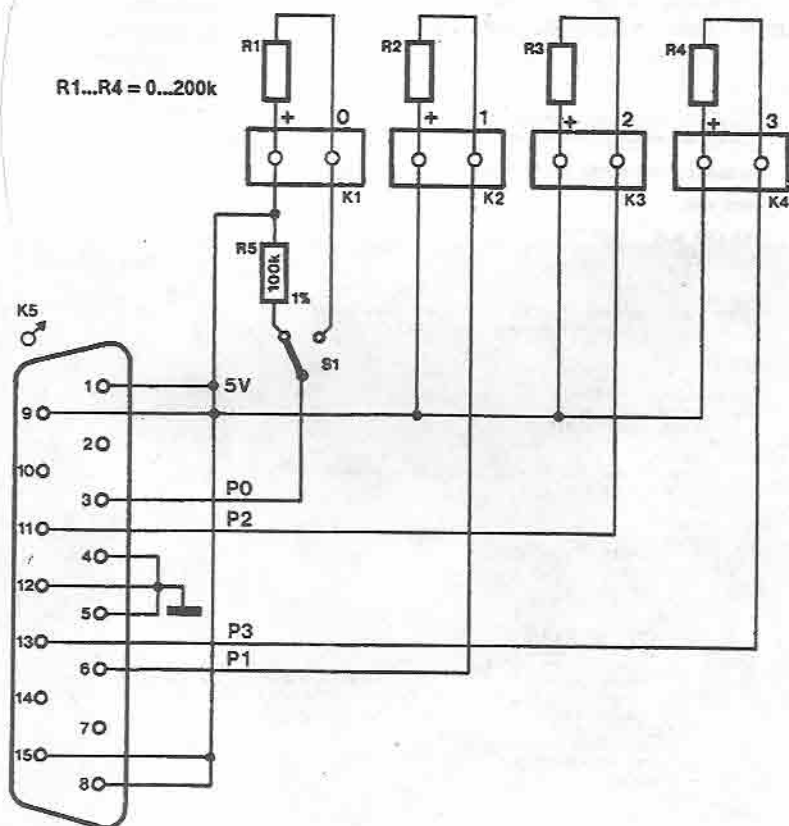 R1
R2
R3
R4
R1...R4 = 0...200k
+ 0
+ 1
+ 2
+ 3
K1
K2
K3
K4
R5
100k
1%
K5
S1
1
5V
9
2
10
3
P0
11
P2
4
12
5
13
P3
6
P1
14
7
15
8